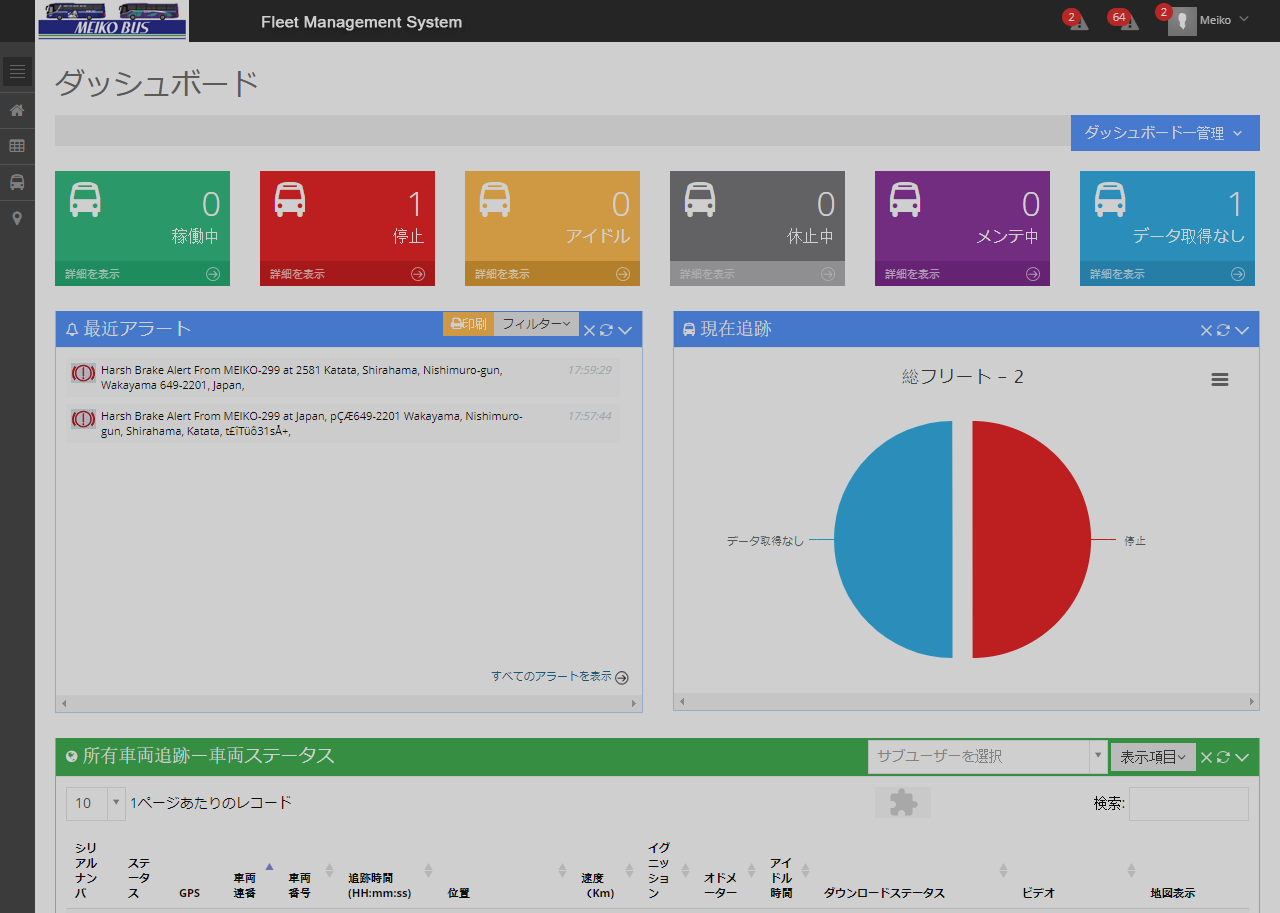 MEIKO BUS
Fleet Management System
2
64
2
Meiko
ダッシュボード
ダッシュボードー管理
0
稼働中
詳細を表示
1
停止
詳細を表示
0
アイドル
詳細を表示
0
休止中
詳細を表示
0
メンテ中
詳細を表示
1
データ取得なし
詳細を表示
最近アラート
印刷
フィルター
Harsh Brake Alert From MEIKO-299 at 2581 Katata, Shirahama, Nishimuro-gun,
Wakayama 649-2201, Japan,
17:59:29
Harsh Brake Alert From MEIKO-299 at Japan, pÇÆ649-2201 Wakayama, Nishimuro-
gun, Shirahama, Katata, t£îTüô31sÅ+,
17:57:44
すべてのアラートを表示
現在追跡
総フリート – 2
データ取得なし
停止
所有車両追跡ー車両ステータス
サブユーザーを選択
表示項目
10
1ページあたりのレコード
検索:
シリ
アル
ナン
バ
ステ
ータ
ス
GPS
車両
連番
車両
番号
追跡時間
(HH:mm:ss)
位置
速度
(Km)
イグ
ニッ
ショ
ン
オドメ
ーター
アイ
ドル
時間
ダウンロードステータス
ビデオ
地図表示